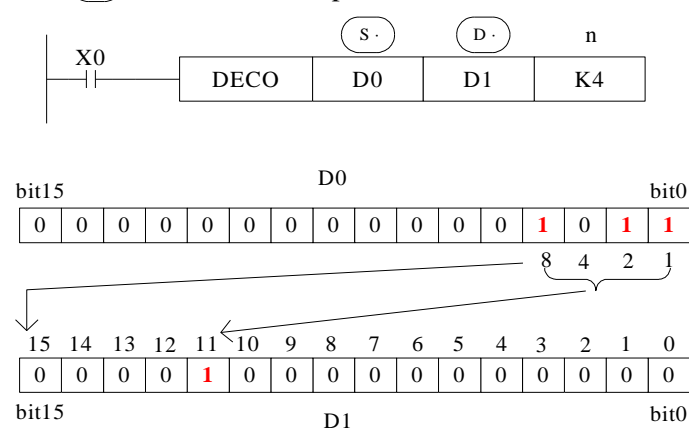 S · D · n
X0
DECO D0 D1 K4
D0
bit15 bit0
0 0 0 0 0 0 0 0 0 0 0 0 1 0 1 1
8 4 2 1
15 14 13 12 11 10 9 8 7 6 5 4 3 2 1 0
0 0 0 0 1 0 0 0 0 0 0 0 0 0 0 0
bit15 D1 bit0